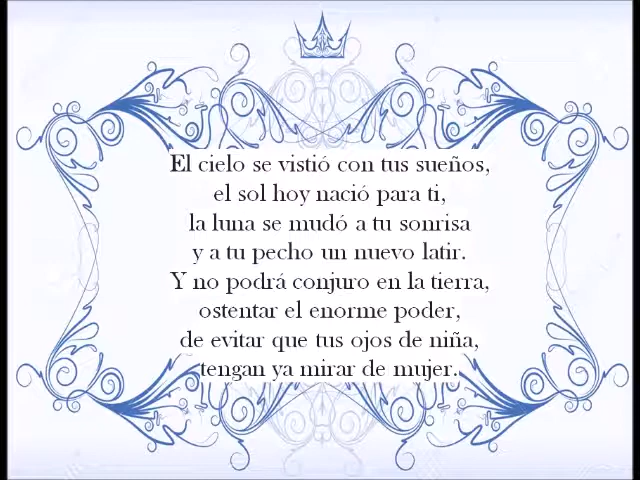 El cielo se vistió con tus sueños,
el sol hoy nació para ti,
la luna se mudó a tu sonrisa
y a tu pecho un nuevo latir.
Y no podrá conjuro en la tierra,
ostentar el enorme poder,
de evitar que tus ojos de niña,
tengan ya mirar de mujer.